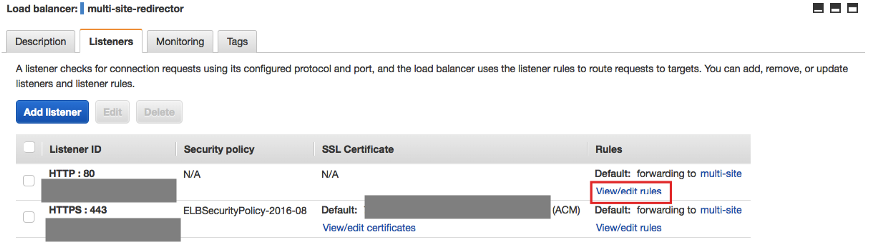 Load balancer: multi-site-redirector
Description Listeners Monitoring Tags
A listener checks for connection requests using its configured protocol and port, and the load balancer uses the listener rules to route requests to targets. You can add, remove, or update
listeners and listener rules.
Add listener Edit Delete
Listener ID Security policy SSL Certificate Rules
HTTP : 80 N/A N/A Default: forwarding to multi-site
View/edit rules
HTTPS : 443 ELBSecurityPolicy-2016-08 Default: (ACM) Default: forwarding to multi-site
View/edit certificates View/edit rules